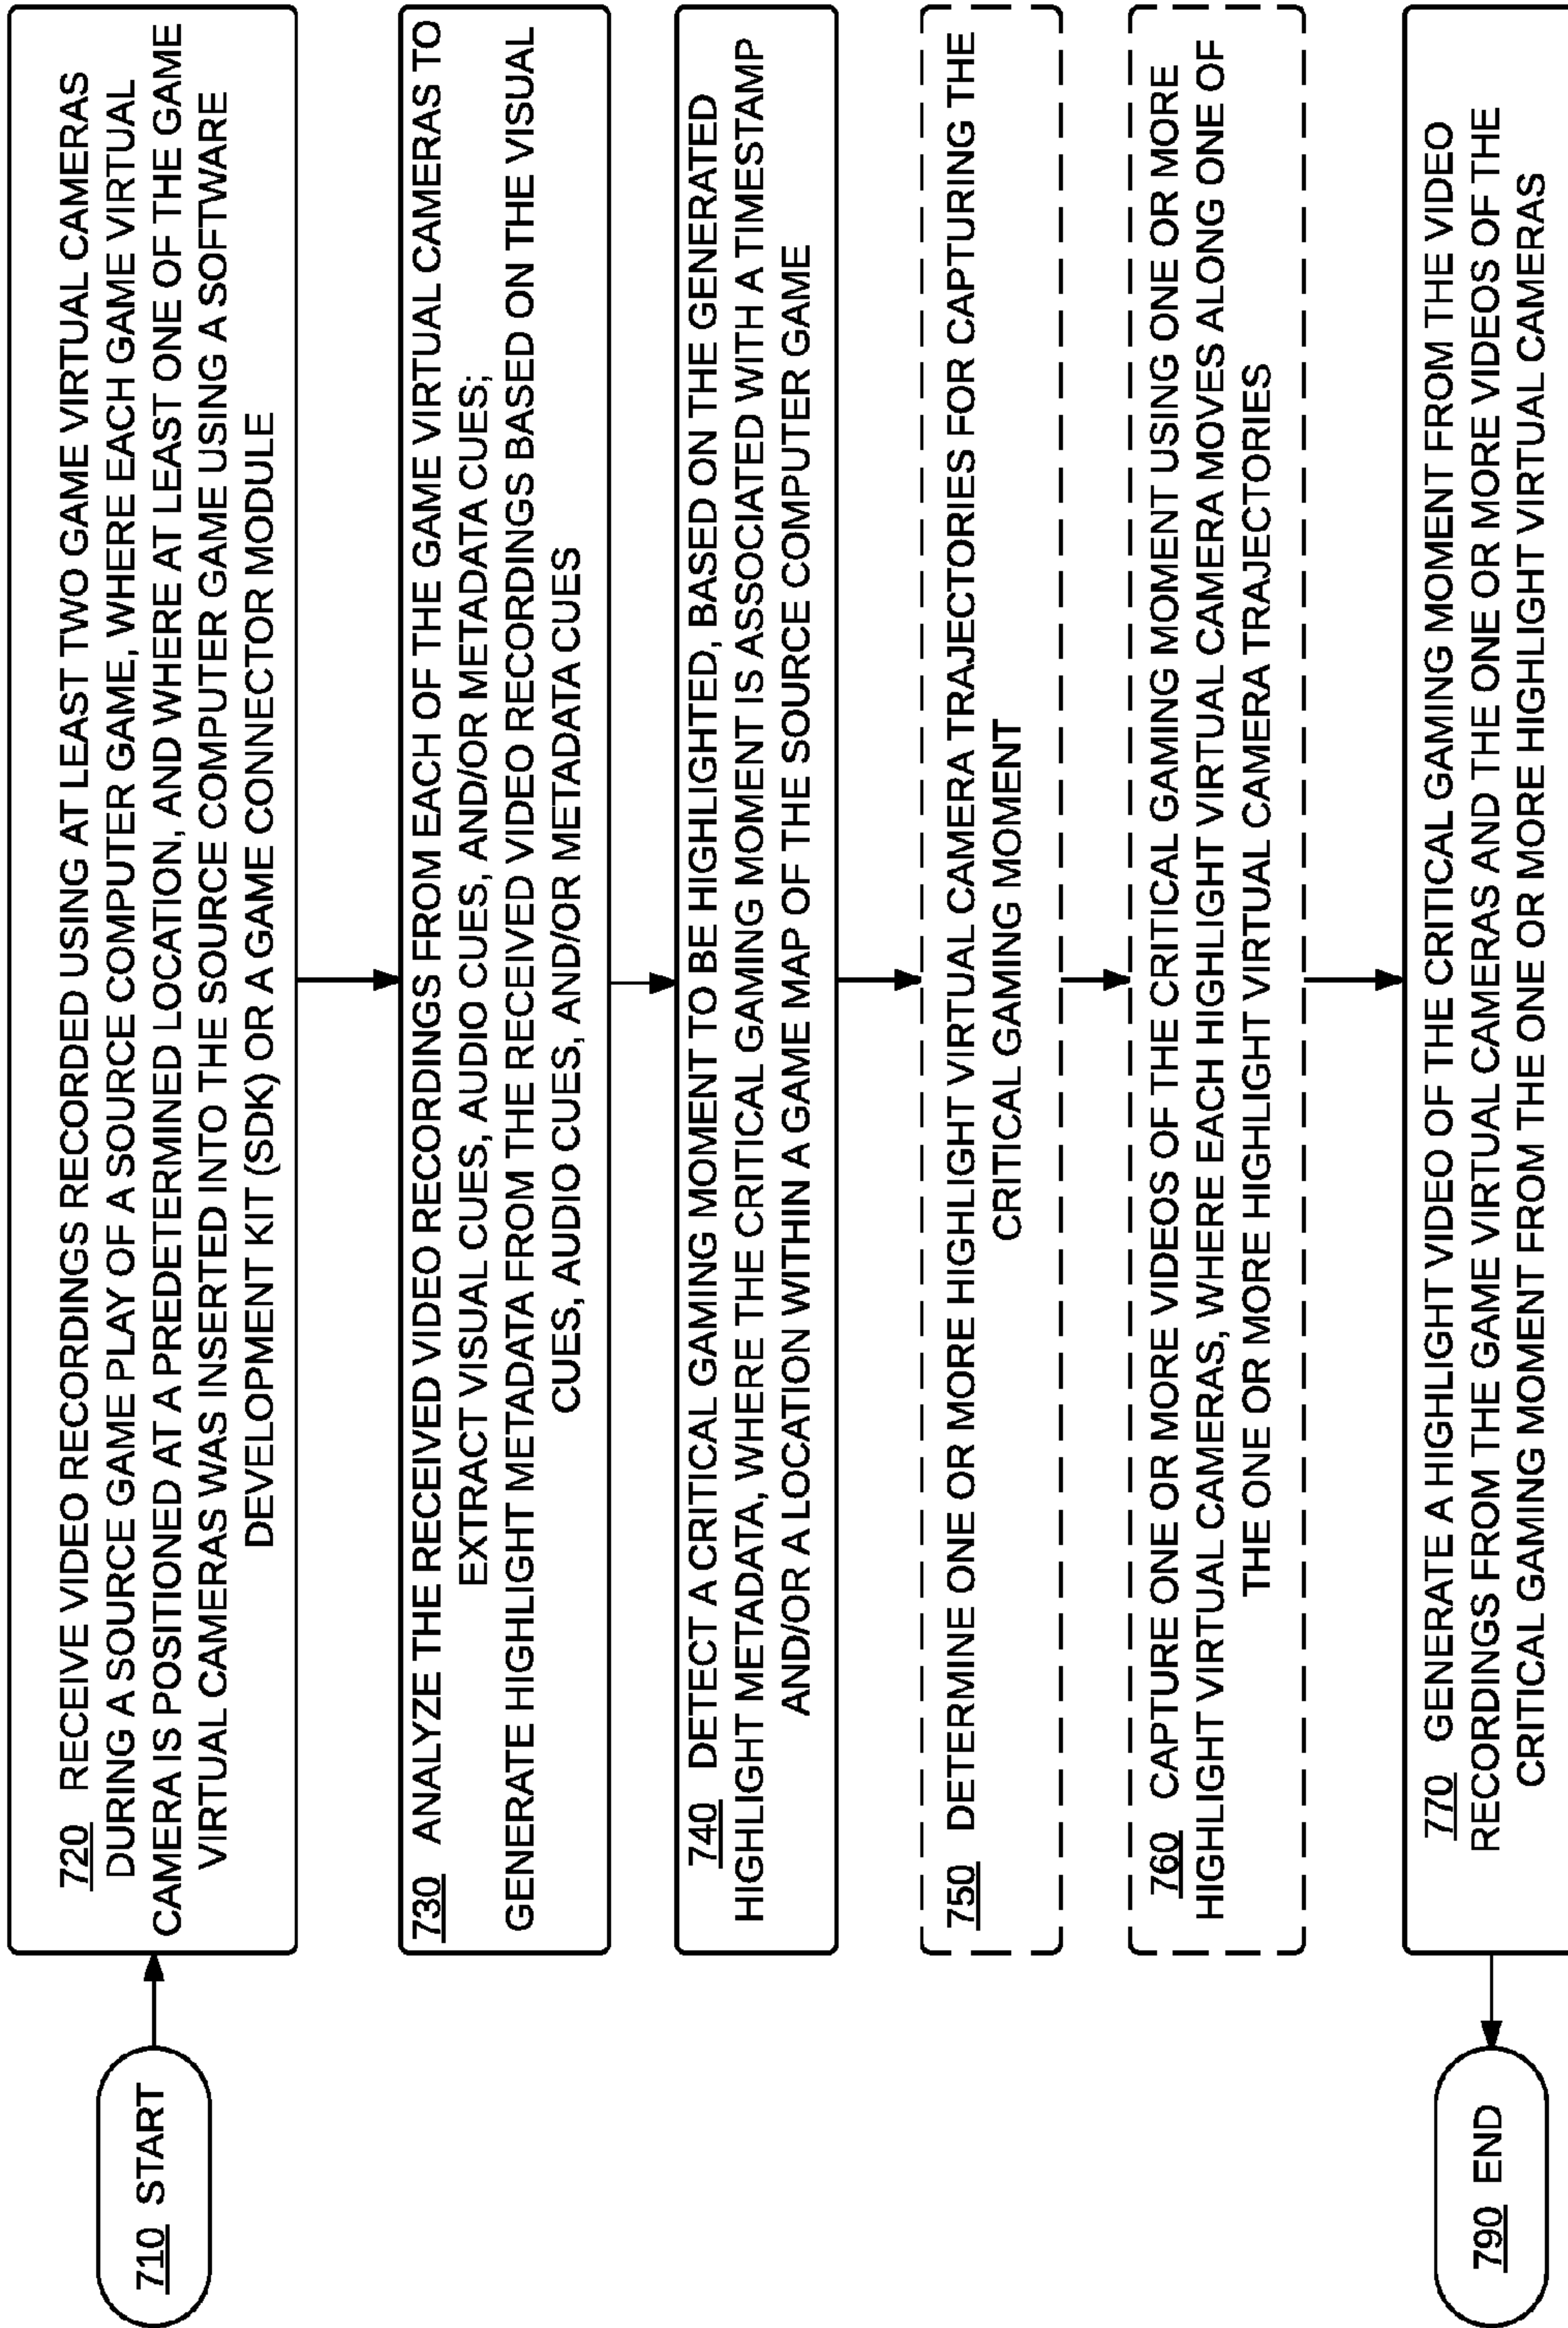 710 START
720 RECEIVE VIDEO RECORDINGS RECORDED USING AT LEAST TWO GAME VIRTUAL CAMERAS
DURING A SOURCE GAME PLAY OF A SOURCE COMPUTER GAME, WHERE EACH GAME VIRTUAL
CAMERA IS POSITIONED AT A PREDETERMINED LOCATION, AND WHERE AT LEAST ONE OF THE GAME
VIRTUAL CAMERAS WAS INSERTED INTO THE SOURCE COMPUTER GAME USING A SOFTWARE
DEVELOPMENT KIT (SDK) OR A GAME CONNECTOR MODULE
730 ANALYZE THE RECEIVED VIDEO RECORDINGS FROM EACH OF THE GAME VIRTUAL CAMERAS TO
EXTRACT VISUAL CUES, AUDIO CUES, AND/OR METADATA CUES;
GENERATE HIGHLIGHT METADATA FROM THE RECEIVED VIDEO RECORDINGS BASED ON THE VISUAL
CUES, AUDIO CUES, AND/OR METADATA CUES
740 DETECT A CRITICAL GAMING MOMENT TO BE HIGHLIGHTED, BASED ON THE GENERATED
HIGHLIGHT METADATA, WHERE THE CRITICAL GAMING MOMENT IS ASSOCIATED WITH A TIMESTAMP
AND/OR A LOCATION WITHIN A GAME MAP OF THE SOURCE COMPUTER GAME
750 DETERMINE ONE OR MORE HIGHLIGHT VIRTUAL CAMERA TRAJECTORIES FOR CAPTURING THE
CRITICAL GAMING MOMENT
760 CAPTURE ONE OR MORE VIDEOS OF THE CRITICAL GAMING MOMENT USING ONE OR MORE
HIGHLIGHT VIRTUAL CAMERAS, WHERE EACH HIGHLIGHT VIRTUAL CAMERA MOVES ALONG ONE OF
THE ONE OR MORE HIGHLIGHT VIRTUAL CAMERA TRAJECTORIES
770 GENERATE A HIGHLIGHT VIDEO OF THE CRITICAL GAMING MOMENT FROM THE VIDEO
RECORDINGS FROM THE GAME VIRTUAL CAMERAS AND THE ONE OR MORE VIDEOS OF THE
CRITICAL GAMING MOMENT FROM THE ONE OR MORE HIGHLIGHT VIRTUAL CAMERAS
790 END